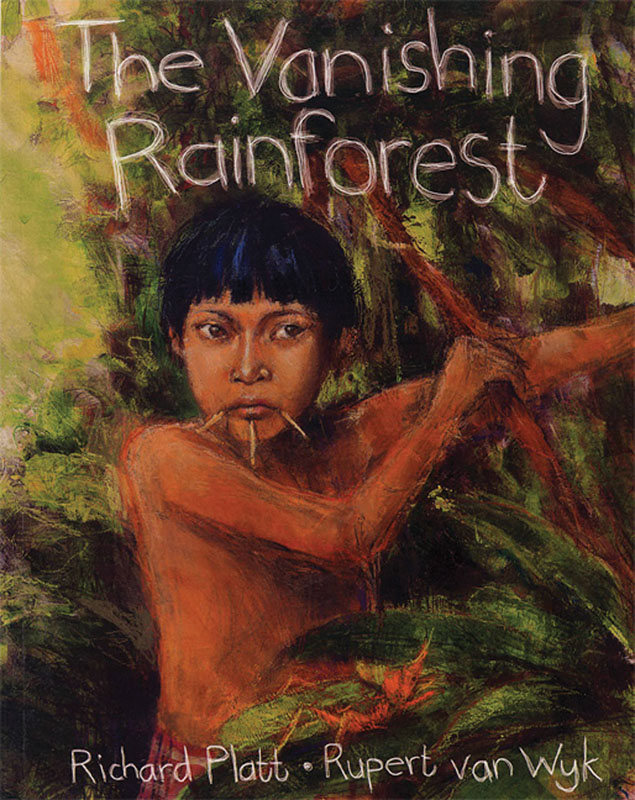 The Vanishing
Rainforest
Richard Platt • Rupert van Wyk